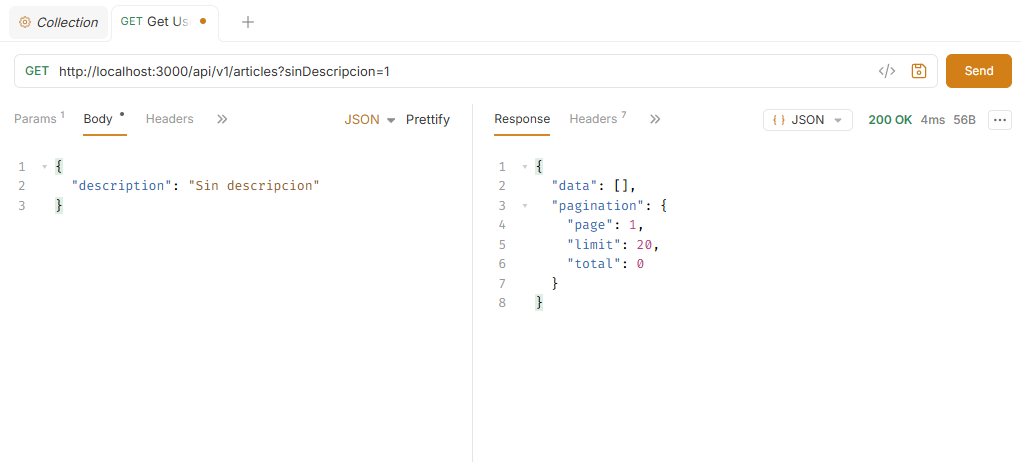 Collection GET Get Us
GET http://localhost:3000/api/v1/articles?sinDescripcion=1 </> Send
Params 1 Body Headers JSON Prettify
1 {
2 "description": "Sin descripcion"
3 }
Response Headers 7 { } JSON 200 OK 4ms 56B
1 {
2 "data": [],
3 "pagination": {
4 "page": 1,
5 "limit": 20,
6 "total": 0
7 }
8 }